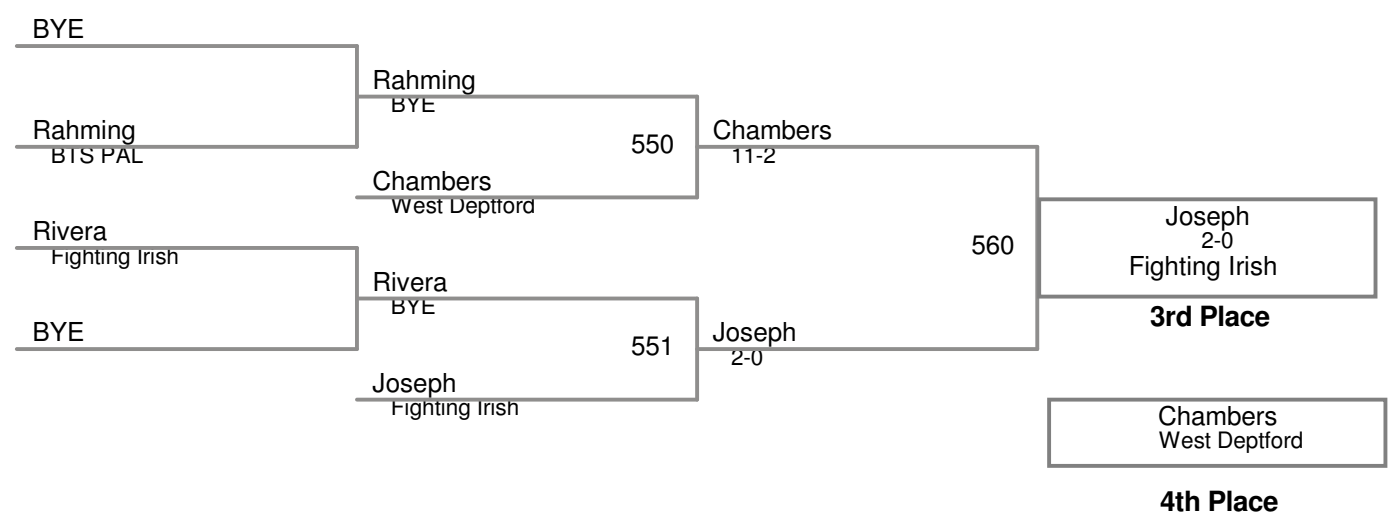 BYE
Rahming
BYE
Rahming
BTS PAL
550
Chambers
11-2
Chambers
West Deptford
Rivera
Fighting Irish
560
Joseph
2-0
Fighting Irish
3rd Place
Rivera
BYE
BYE
551
Joseph
2-0
Joseph
Fighting Irish
Chambers
West Deptford
4th Place